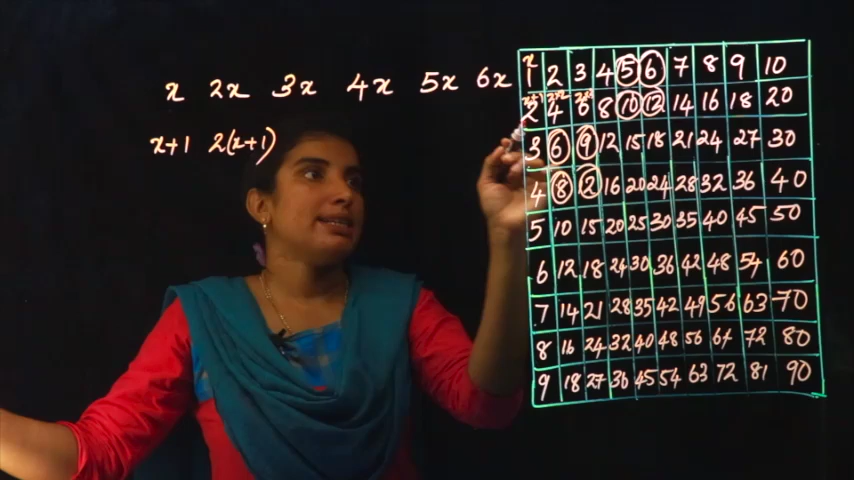 x 2x 3x 4x 5x 6x
x+1 2(x+1)
x
1 2 3 4 5 6 7 8 9 10
x+1 2x+2
2 4 6 8 10 12 14 16 18 20
3 6 9 12 15 18 21 24 27 30
4 8 12 16 20 24 28 32 36 40
5 10 15 20 25 30 35 40 45 50
6 12 18 24 30 36 42 48 54 60
7 14 21 28 35 42 49 56 63 70
8 16 24 32 40 48 56 64 72 80
9 18 27 36 45 54 63 72 81 90